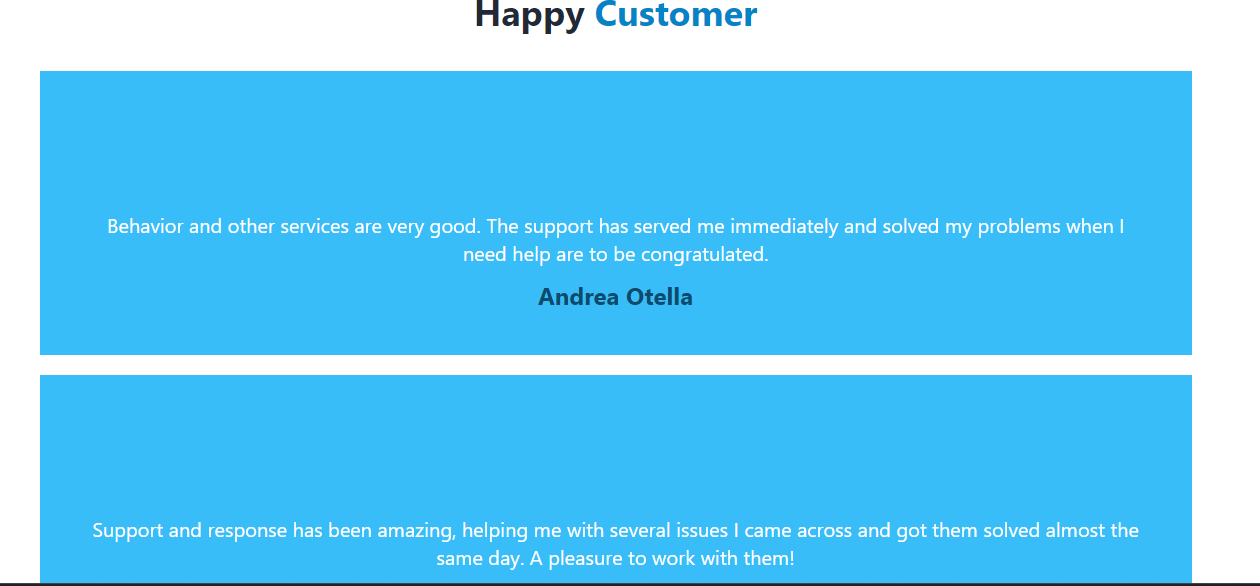 Happy Customer
Behavior and other services are very good. The support has served me immediately and solved my problems when I
need help are to be congratulated.
Andrea Otella
Support and response has been amazing, helping me with several issues I came across and got them solved almost the
same day. A pleasure to work with them!